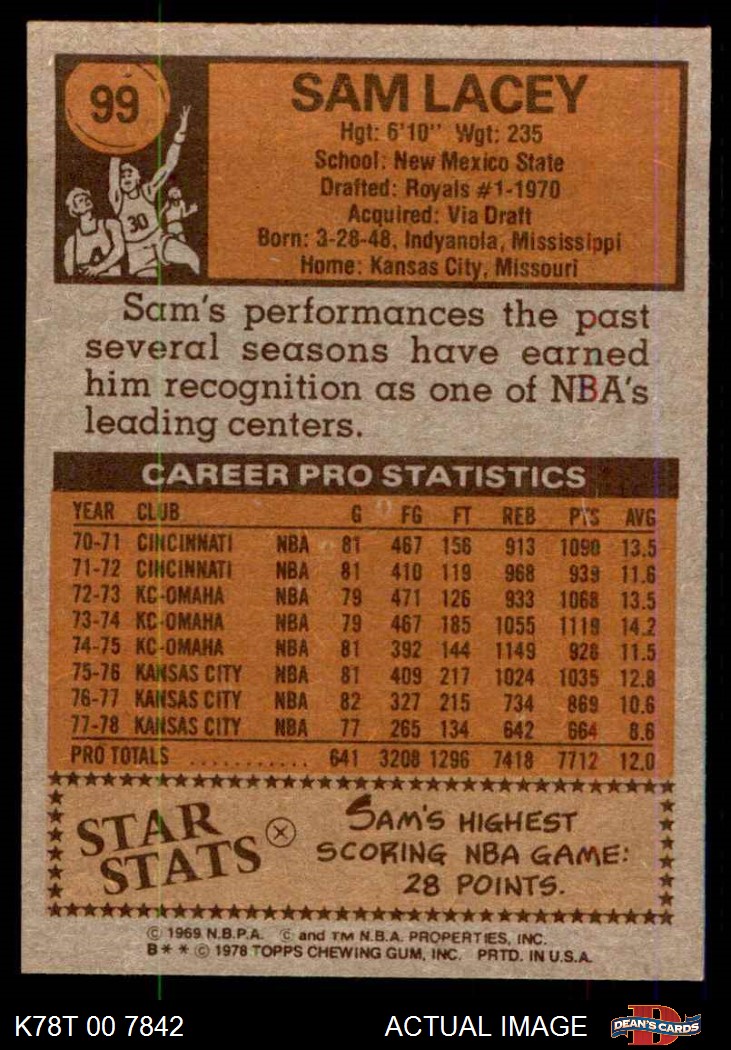 99
SAM LACEY
Hgt: 6'10" Wgt: 235
School: New Mexico State
Drafted: Royals #1-1970
Acquired: Via Draft
Born: 3-28-48, Indyanola, Mississippi
Home: Kansas City, Missouri
30
4
Sam's performances the past
several seasons have earned
him recognition as one of NBA's
leading centers.
CAREER PRO STATISTICS
YEAR CLUB G FG FT REB PTS AVG
70-71 CINCINNATI NBA 81 467 156 913 1090 13.5
71-72 CINCINNATI NBA 81 410 119 968 939 11.6
72-73 KC-OMAHA NBA 79 471 126 933 1068 13.5
73-74 KC-OMAHA NBA 79 467 185 1055 1119 14.2
74-75 KC-OMAHA NBA 81 392 144 1149 928 11.5
75-76 KANSAS CITY NBA 81 409 217 1024 1035 12.8
76-77 KANSAS CITY NBA 82 327 215 734 869 10.6
77-78 KANSAS CITY NBA 77 265 134 642 664 8.6
PRO TOTALS ........... 641 3208 1296 7418 7712 12.0
STAR
STATS
SAM'S HIGHEST
SCORING NBA GAME:
28 POINTS.
© 1969 N.B.P.A. © and TM N.B.A. PROPERTIES, INC.
B * * © 1978 TOPPS CHEWING GUM, INC. PRTD. IN U.S.A.
K78T 00 7842 ACTUAL IMAGE
D
DEAN'S CARDS